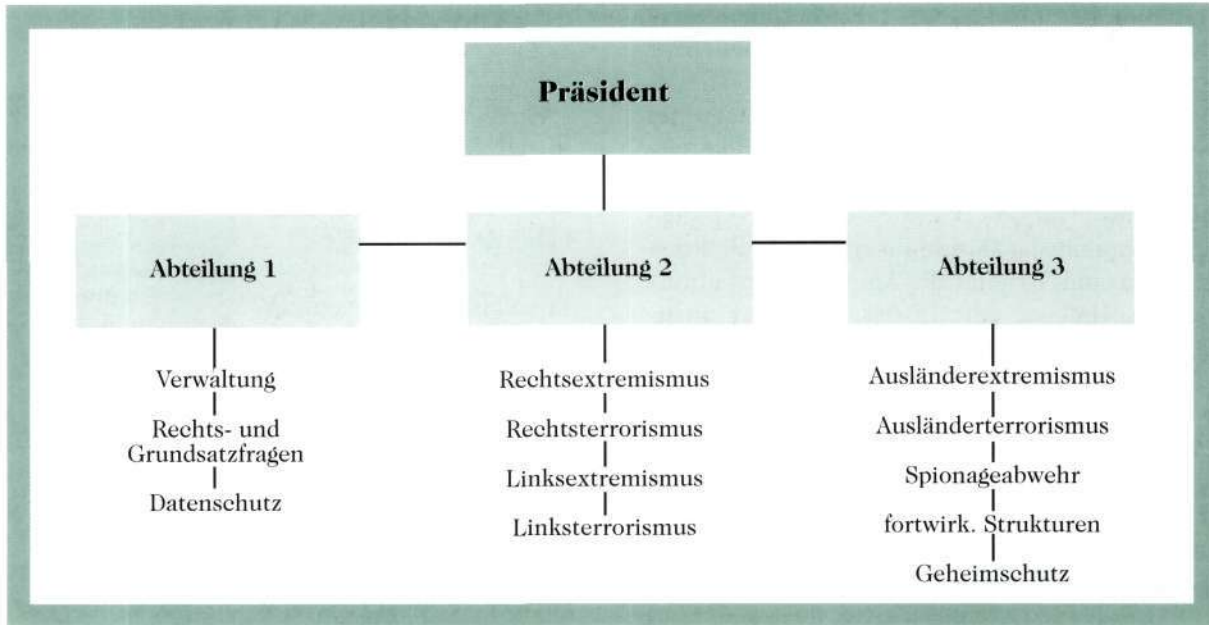 Präsident
Abteilung 1
Abteilung 2
Abteilung 3
Verwaltung
Rechts- und
Grundsatzfragen
Datenschutz
Rechtsextremismus
Rechtsterrorismus
Linksextremismus
Linksterrorismus
Ausländerextremismus
Ausländerterrorismus
Spionageabwehr
fortwirk. Strukturen
Geheimschutz